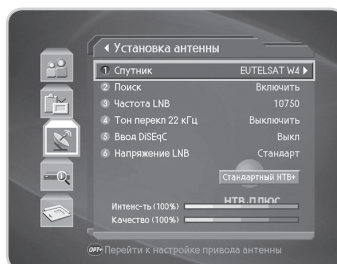 Установка антенны
1 Спутник EUTELSAT W4
2 Поиск Включить
3 Частота LNB 10750
4 Тон перекл 22 кГц Выключить
5 Ввод DiSEqC Выкл
6 Напряжение LNB Стандарт
Стандартный НТВ+
НТВ-ПЛЮС
Интенс-ть (100%)
Качество (100%)
OPT+ Перейти к настройке привода антенны